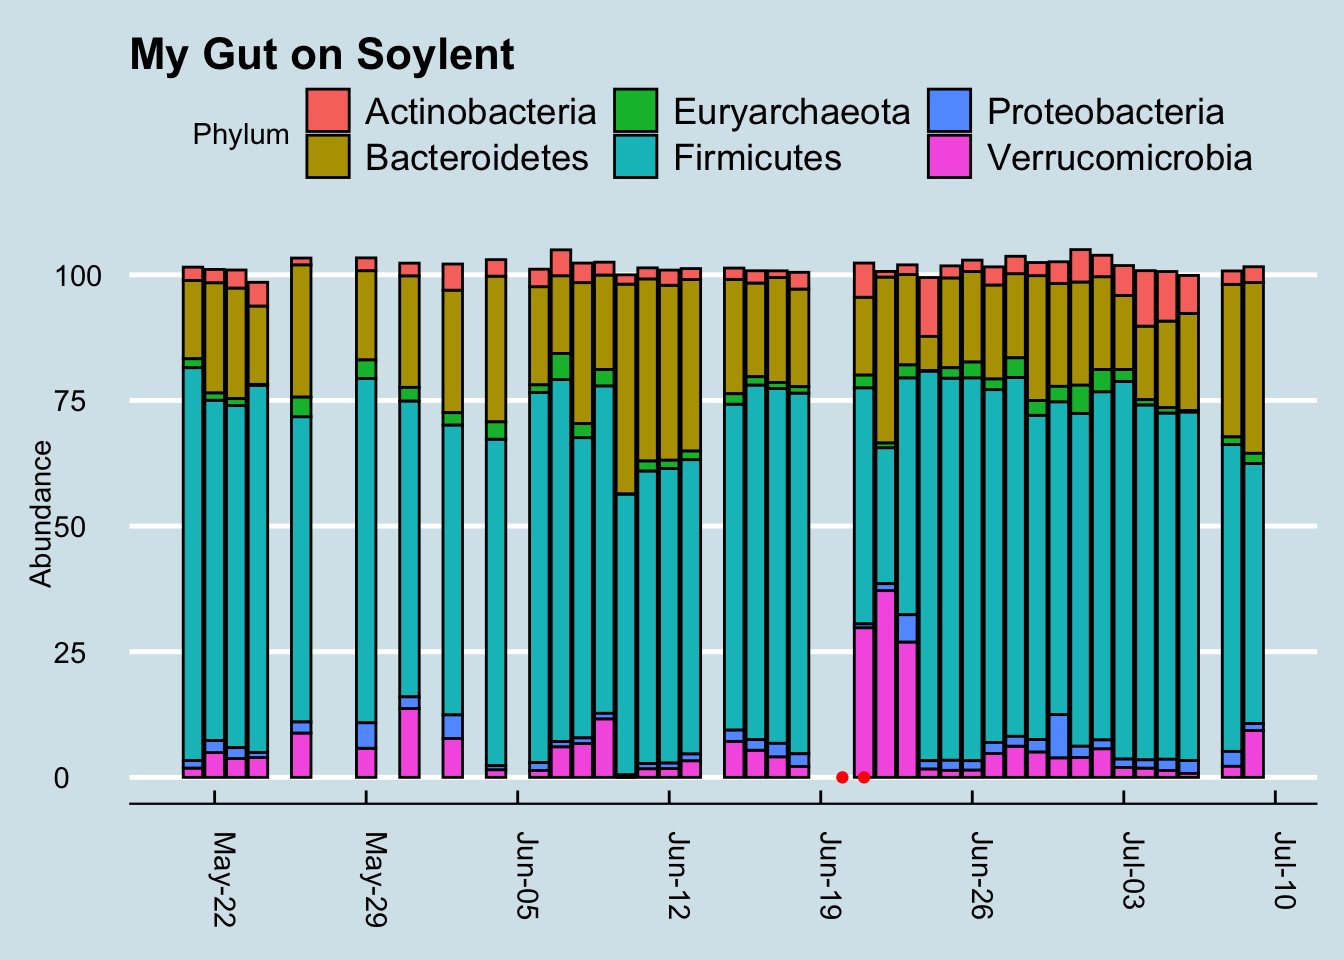 My Gut on Soylent
Phylum
Actinobacteria Euryarchaeota Proteobacteria
Bacteroidetes Firmicutes Verrucomicrobia
100
75
50
25
0
Abundance
May-22 May-29 Jun-05 Jun-12 Jun-19 Jun-26 Jul-03 Jul-10